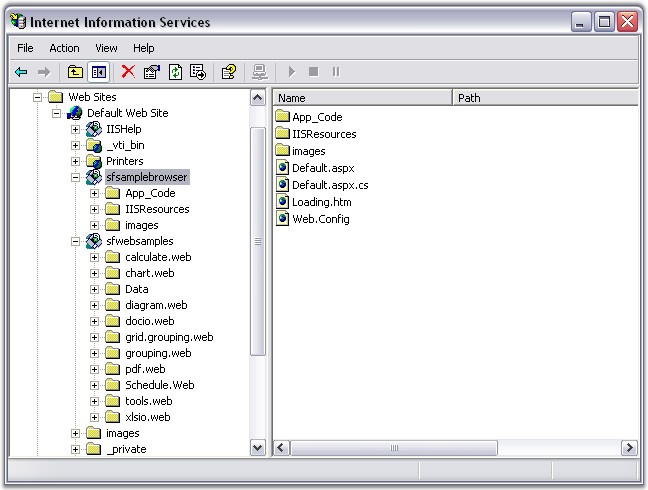 Internet Information Services
File Action View Help
Web Sites
Default Web Site
IISHelp
_vti_bin
Printers
sfsamplebrowser
App_Code
IISResources
images
sfwebsamples
calculate.web
chart.web
Data
diagram.web
docio.web
grid.grouping.web
grouping.web
pdf.web
Schedule.Web
tools.web
xlsio.web
images
_private
Name Path
App_Code
IISResources
images
Default.aspx
Default.aspx.cs
Loading.htm
Web.Config